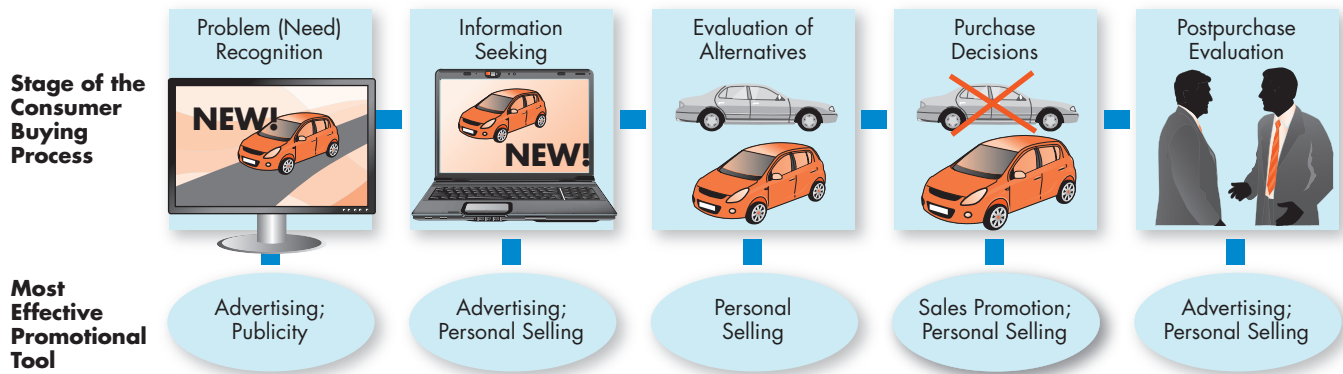 Stage of the
Consumer
Buying
Process
Problem (Need)
Recognition
NEW!
Information
Seeking
NEW!
Evaluation of
Alternatives
Purchase
Decisions
Postpurchase
Evaluation
Most
Effective
Promotional
Tool
Advertising;
Publicity
Advertising;
Personal Selling
Personal
Selling
Sales Promotion;
Personal Selling
Advertising;
Personal Selling